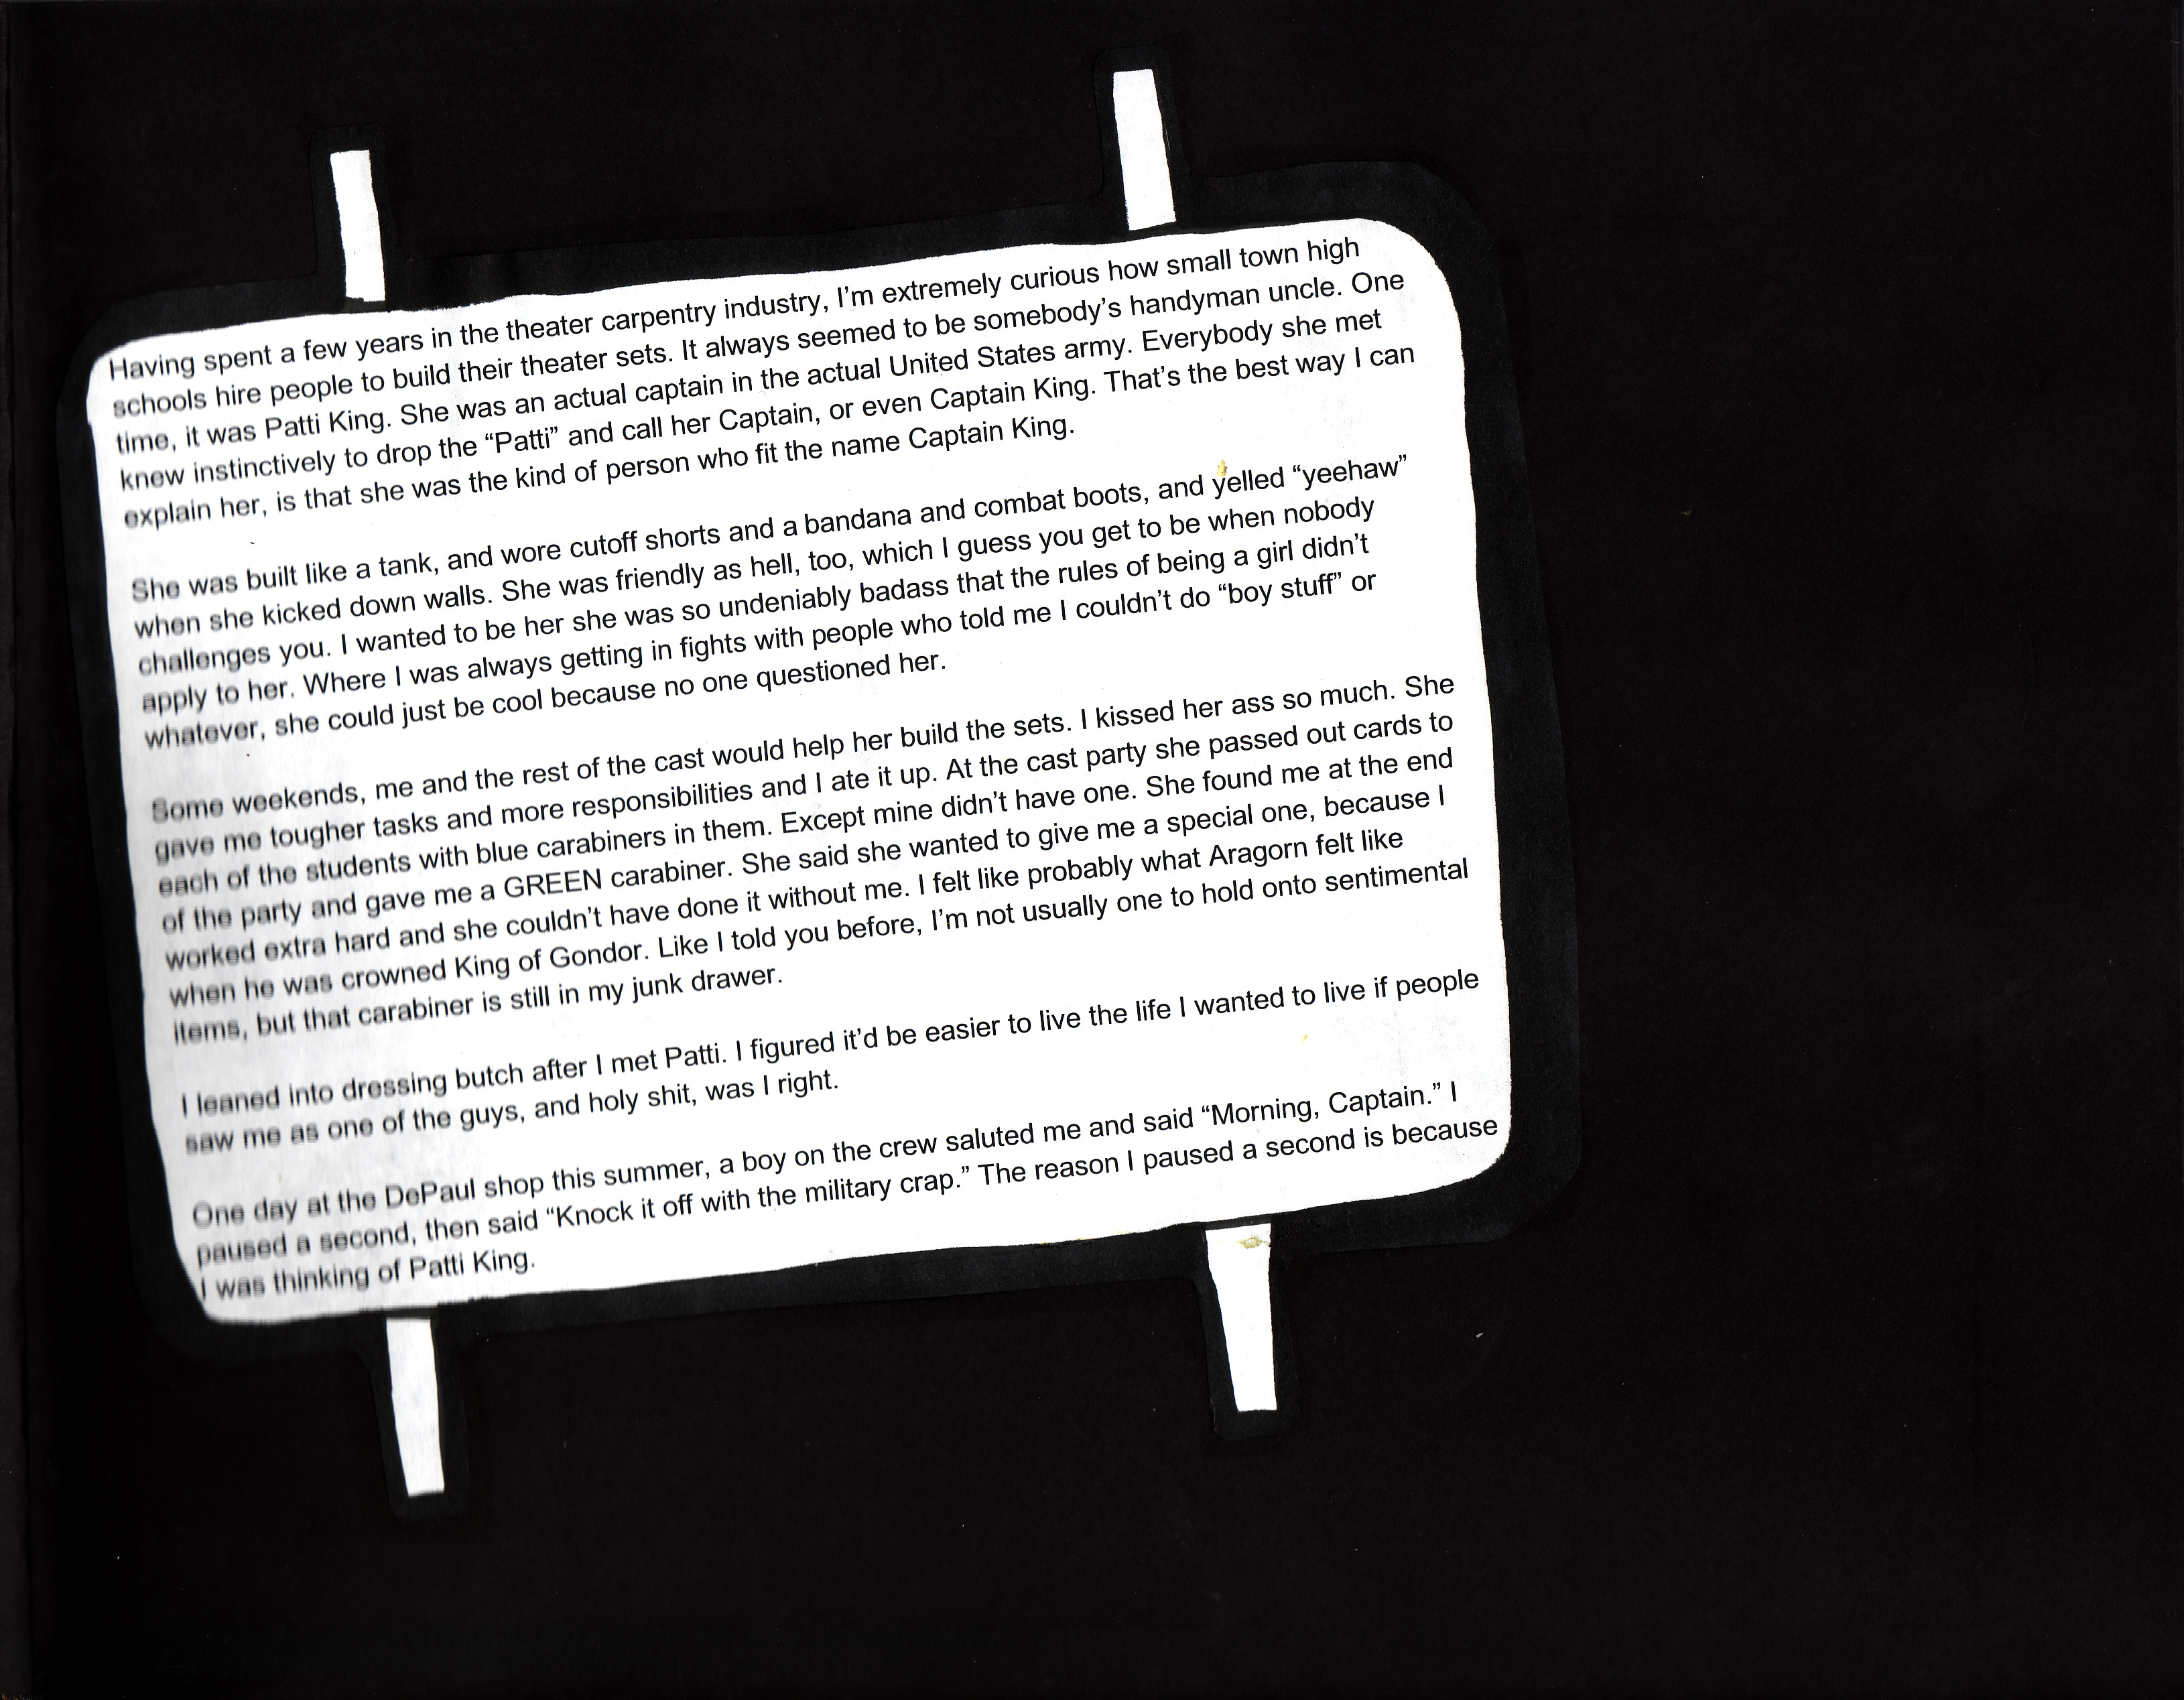 Having spent a few years in the theater carpentry industry, I’m extremely curious how small town high
schools hire people to build their theater sets. It always seemed to be somebody’s handyman uncle. One
time, it was Patti King. She was an actual captain in the actual United States army. Everybody she met
knew instinctively to drop the “Patti” and call her Captain, or even Captain King. That’s the best way I can
explain her, is that she was the kind of person who fit the name Captain King.
She was built like a tank, and wore cutoff shorts and a bandana and combat boots, and yelled “yeehaw”
when she kicked down walls. She was friendly as hell, too, which I guess you get to be when nobody
challenges you. I wanted to be her she was so undeniably badass that the rules of being a girl didn’t
apply to her. Where I was always getting in fights with people who told me I couldn’t do “boy stuff” or
whatever, she could just be cool because no one questioned her.
Some weekends, me and the rest of the cast would help her build the sets. I kissed her ass so much. She
gave me tougher tasks and more responsibilities and I ate it up. At the cast party she passed out cards to
each of the students with blue carabiners in them. Except mine didn’t have one. She found me at the end
of the party and gave me a GREEN carabiner. She said she wanted to give me a special one, because I
worked extra hard and she couldn’t have done it without me. I felt like probably what Aragorn felt like
when he was crowned King of Gondor. Like I told you before, I’m not usually one to hold onto sentimental
items, but that carabiner is still in my junk drawer.
I leaned into dressing butch after I met Patti. I figured it’d be easier to live the life I wanted to live if people
saw me as one of the guys, and holy shit, was I right.
One day at the DePaul shop this summer, a boy on the crew saluted me and said “Morning, Captain.” I
paused a second, then said “Knock it off with the military crap.” The reason I paused a second is because
I was thinking of Patti King.